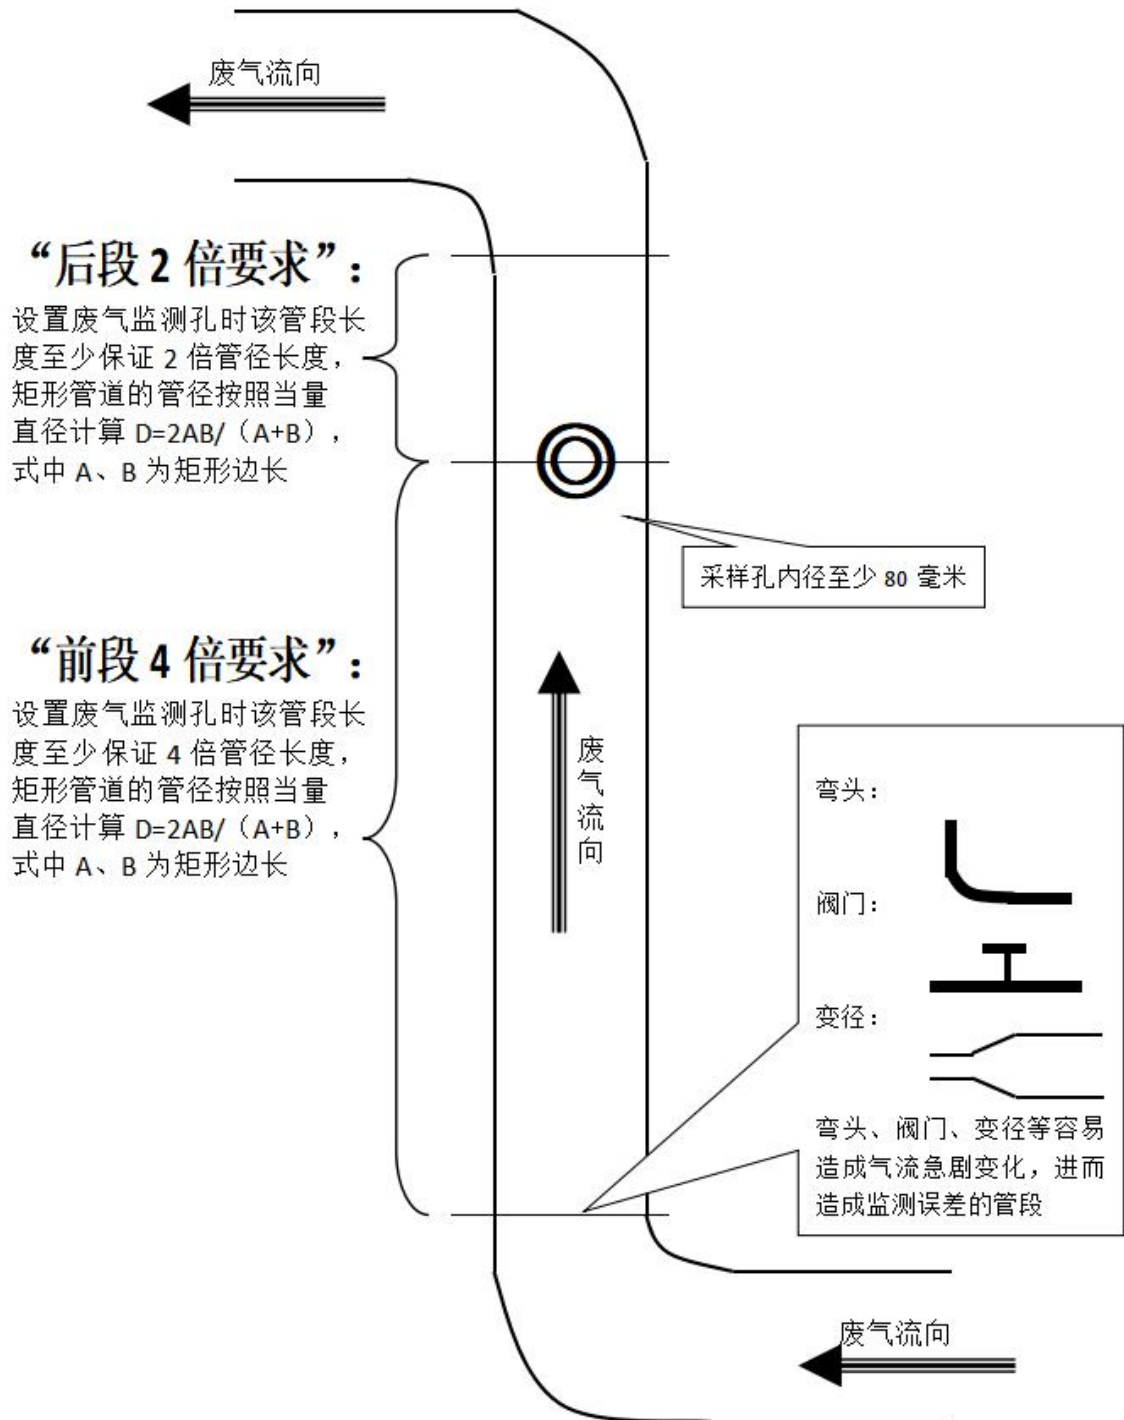 废气流向
“后段 2 倍要求”：
设置废气监测孔时该管段长
度至少保证 2 倍管径长度，
矩形管道的管径按照当量
直径计算 D=2AB/（A+B），
式中 A、B 为矩形边长
采样孔内径至少 80 毫米
“前段 4 倍要求”：
设置废气监测孔时该管段长
度至少保证 4 倍管径长度，
矩形管道的管径按照当量
直径计算 D=2AB/（A+B），
式中 A、B 为矩形边长
废气流向
弯头：
阀门：
变径：
弯头、阀门、变径等容易
造成气流急剧变化，进而
造成监测误差的管段
废气流向